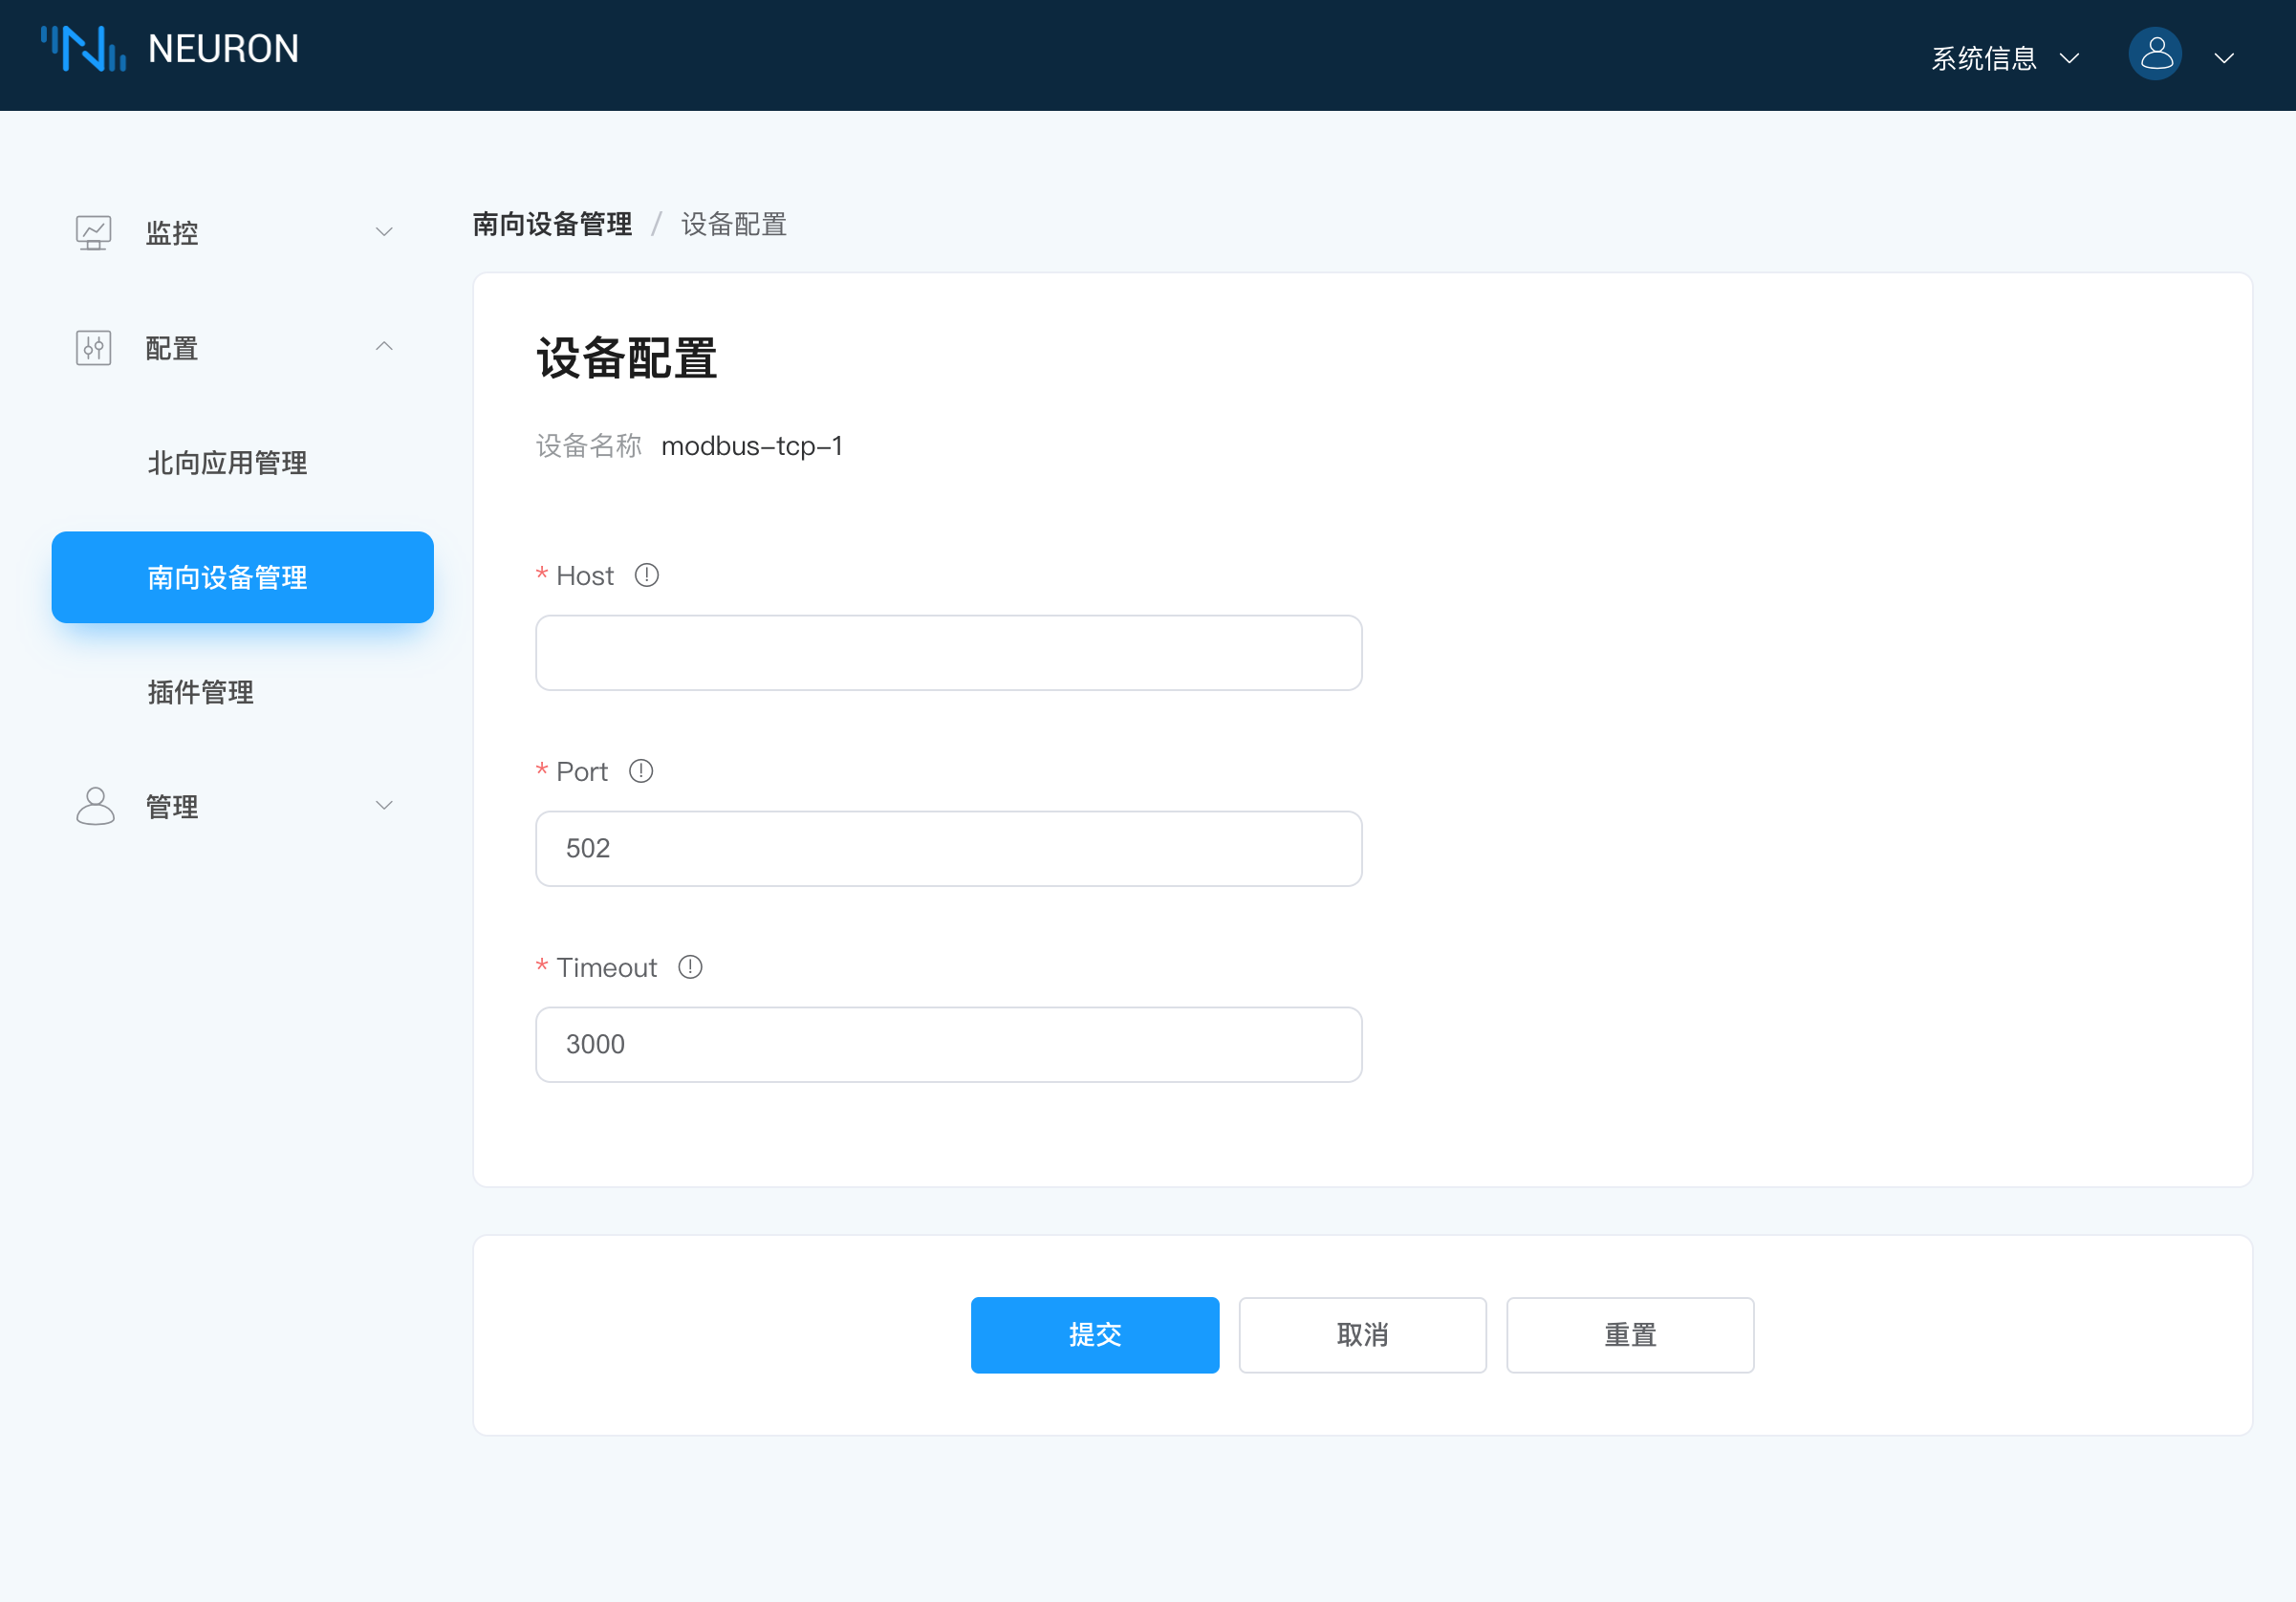 NEURON
系统信息
监控
配置
北向应用管理
南向设备管理
插件管理
管理
南向设备管理 / 设备配置
设备配置
设备名称 modbus-tcp-1
* Host
* Port
502
* Timeout
3000
提交 取消 重置